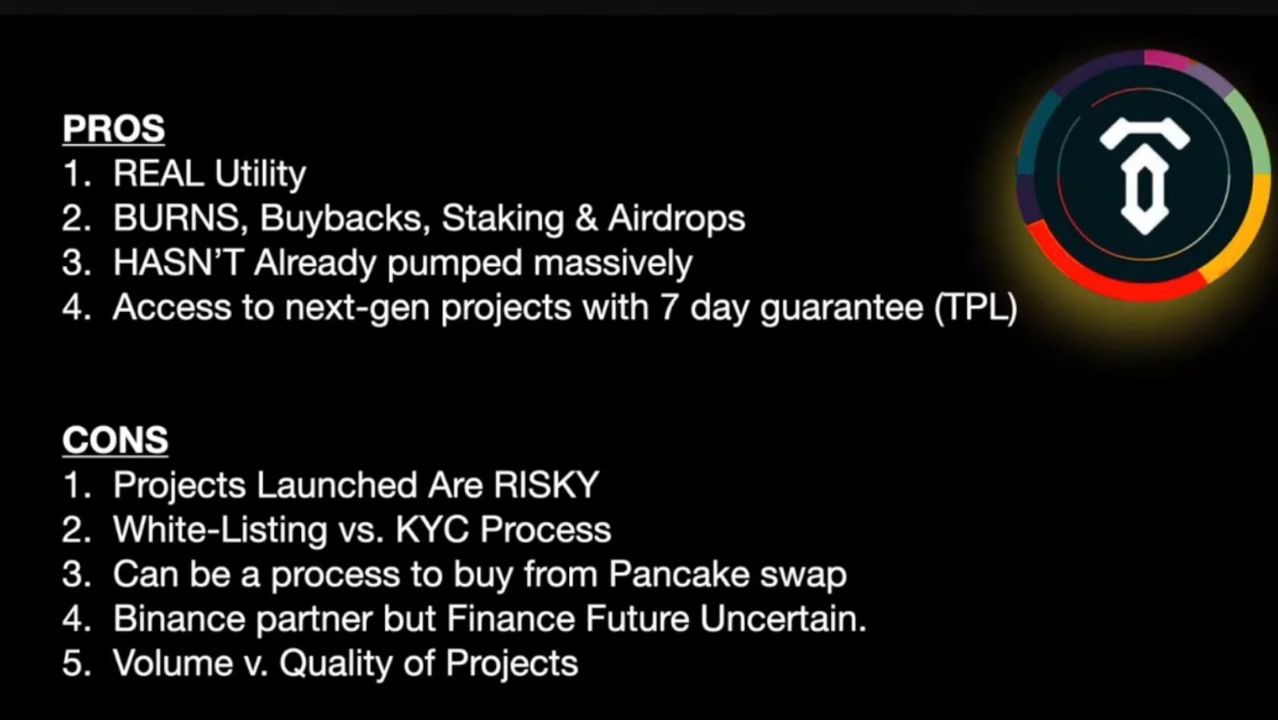 PROS
1. REAL Utility
2. BURNS, Buybacks, Staking & Airdrops
3. HASN'T Already pumped massively
4. Access to next-gen projects with 7 day guarantee (TPL)
CONS
1. Projects Launched Are RISKY
2. White-Listing vs. KYC Process
3. Can be a process to buy from Pancake swap
4. Binance partner but Finance Future Uncertain.
5. Volume v. Quality of Projects